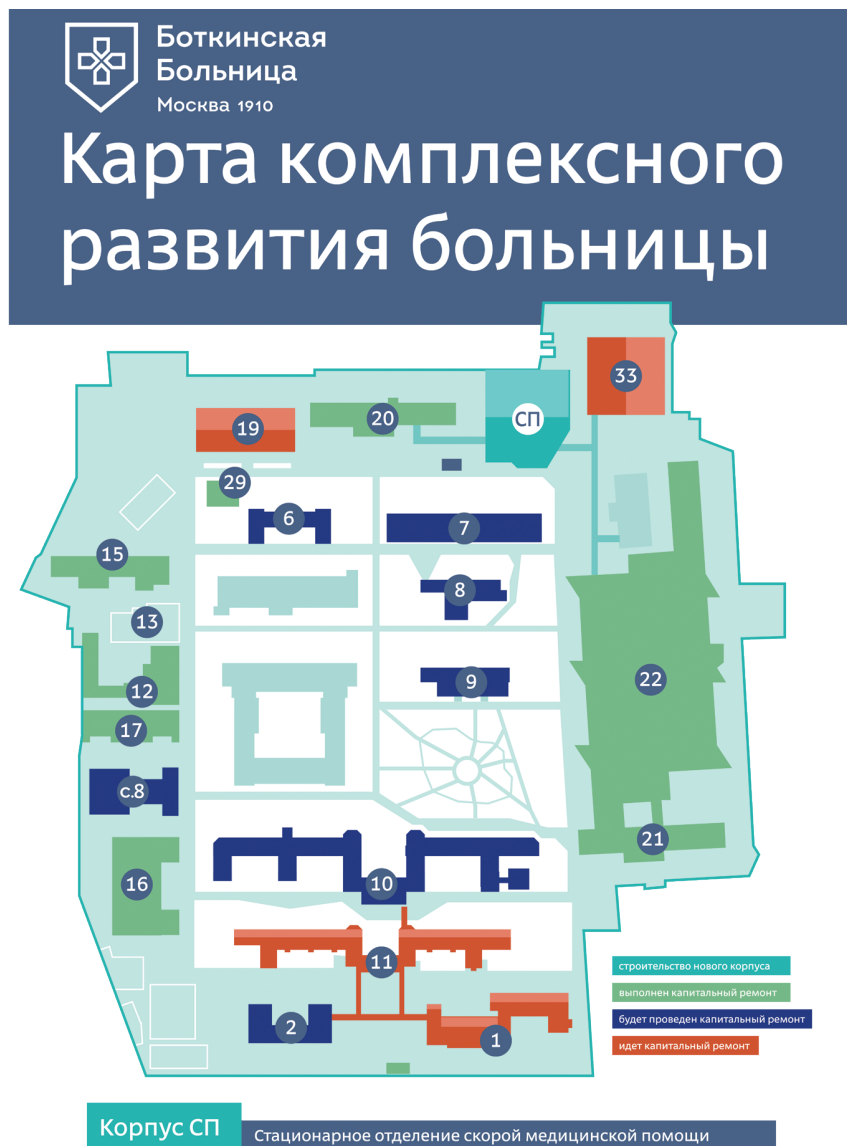 Боткинская
Больница
Москва 1910
Карта комплексного
развития больницы
33
СП
20
19
29
6
7
15
8
13
9
22
12
17
с.8
21
16
10
11
2
1
строительство нового корпуса
выполнен капитальный ремонт
будет проведен капитальный ремонт
идет капитальный ремонт
Корпус СП
Стационарное отделение скорой медицинской помощи